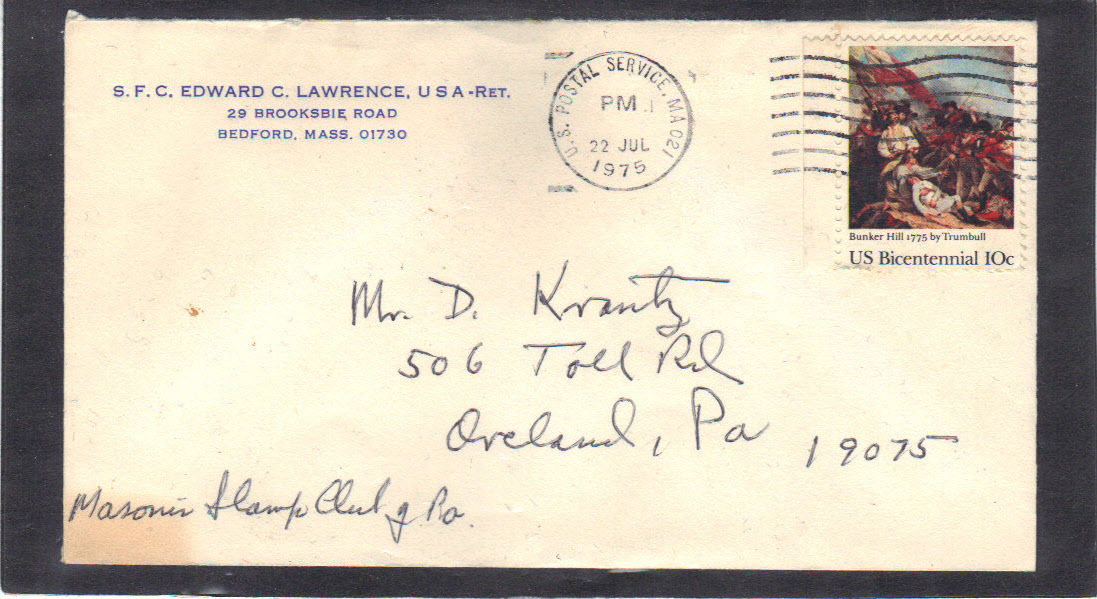 S. F. C. EDWARD C. LAWRENCE, U S A - RET.
29 BROOKSBIE ROAD
BEDFORD, MASS. 01730
U.S. POSTAL SERVICE, MA 021
PM
22 JUL
1975
Bunker Hill 1775 by Trumbull
US Bicentennial 10c
Mr. D. Krantz
506 Toll Rd
Oreland, Pa 19075
Masonic Stamp Club of Pa.